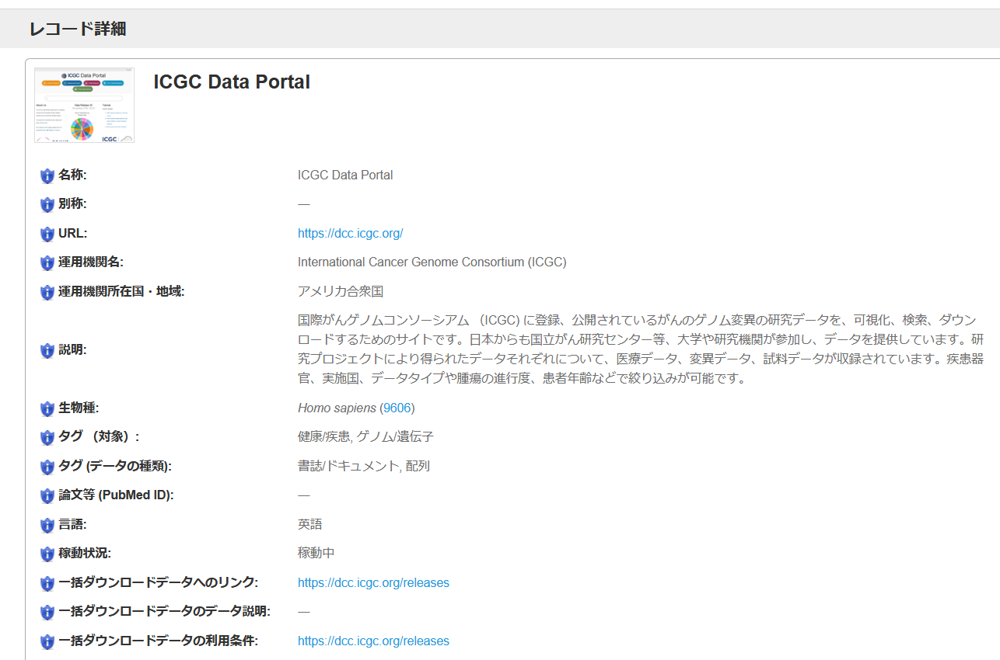 レコード詳細
ICGC Data Portal
ICGC Data Portal
About Us
Data Release 20
Tutorial
ICGC
名称:
ICGC Data Portal
別称:
—
URL:
https://dcc.icgc.org/
運用機関名:
International Cancer Genome Consortium (ICGC)
運用機関所在国・地域:
アメリカ合衆国
説明:
国際がんゲノムコンソーシアム （ICGC) に登録、公開されているがんのゲノム変異の研究データを、可視化、検索、ダウン
ロードするためのサイトです。日本からも国立がん研究センター等、大学や研究機関が参加し、データを提供しています。研
究プロジェクトにより得られたデータそれぞれについて、医療データ、変異データ、試料データが収録されています。疾患器
官、実施国、データタイプや腫瘍の進行度、患者年齢などで絞り込みが可能です。
生物種:
Homo sapiens (9606)
タグ （対象）:
健康/疾患, ゲノム/遺伝子
タグ (データの種類):
書誌/ドキュメント, 配列
論文等 (PubMed ID):
—
言語:
英語
稼動状況:
稼動中
一括ダウンロードデータへのリンク:
https://dcc.icgc.org/releases
一括ダウンロードデータのデータ説明:
—
一括ダウンロードデータの利用条件:
https://dcc.icgc.org/releases